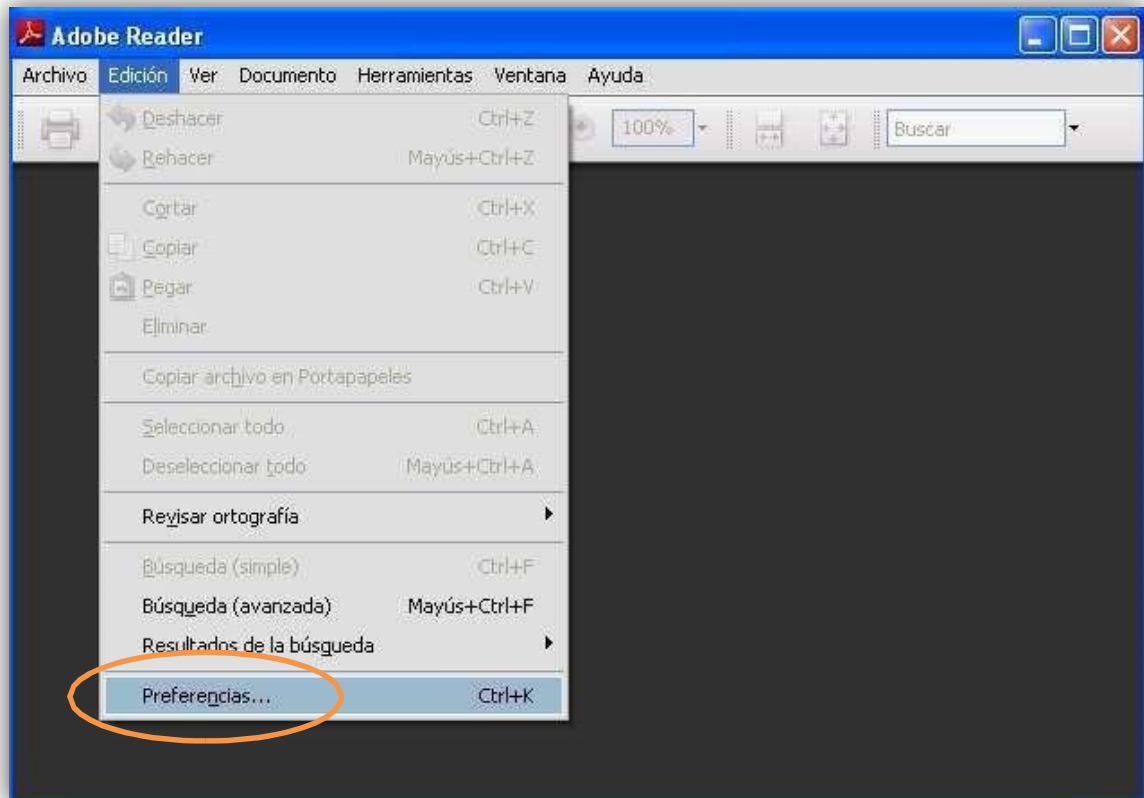 Adobe Reader
Archivo Edición Ver Documento Herramientas Ventana Ayuda
100% Buscar
Deshacer Ctrl+Z
Rehacer Mayús+Ctrl+Z
Cortar Ctrl+X
Copiar Ctrl+C
Pegar Ctrl+V
Eliminar
Copiar archivo en Portapapeles
Seleccionar todo Ctrl+A
Deseleccionar todo Mayús+Ctrl+A
Revisar ortografía
Búsqueda (simple) Ctrl+F
Búsqueda (avanzada) Mayús+Ctrl+F
Resultados de la búsqueda
Preferencias... Ctrl+K